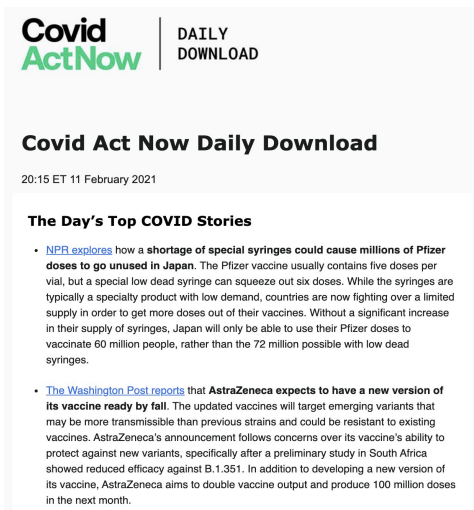 Covid
ActNow
DAILY
DOWNLOAD
Covid Act Now Daily Download
20:15 ET 11 February 2021
The Day's Top COVID Stories
• NPR explores how a shortage of special syringes could cause millions of Pfizer
doses to go unused in Japan. The Pfizer vaccine usually contains five doses per
vial, but a special low dead syringe can squeeze out six doses. While the syringes are
typically a specialty product with low demand, countries are now fighting over a limited
supply in order to get more doses out of their vaccines. Without a significant increase
in their supply of syringes, Japan will only be able to use their Pfizer doses to
vaccinate 60 million people, rather than the 72 million possible with low dead
syringes.
• The Washington Post reports that AstraZeneca expects to have a new version of
its vaccine ready by fall. The updated vaccines will target emerging variants that
may be more transmissible than previous strains and could be resistant to existing
vaccines. AstraZeneca's announcement follows concerns over its vaccine's ability to
protect against new variants, specifically after a preliminary study in South Africa
showed reduced efficacy against B.1.351. In addition to developing a new version of
its vaccine, AstraZeneca aims to double vaccine output and produce 100 million doses
in the next month.